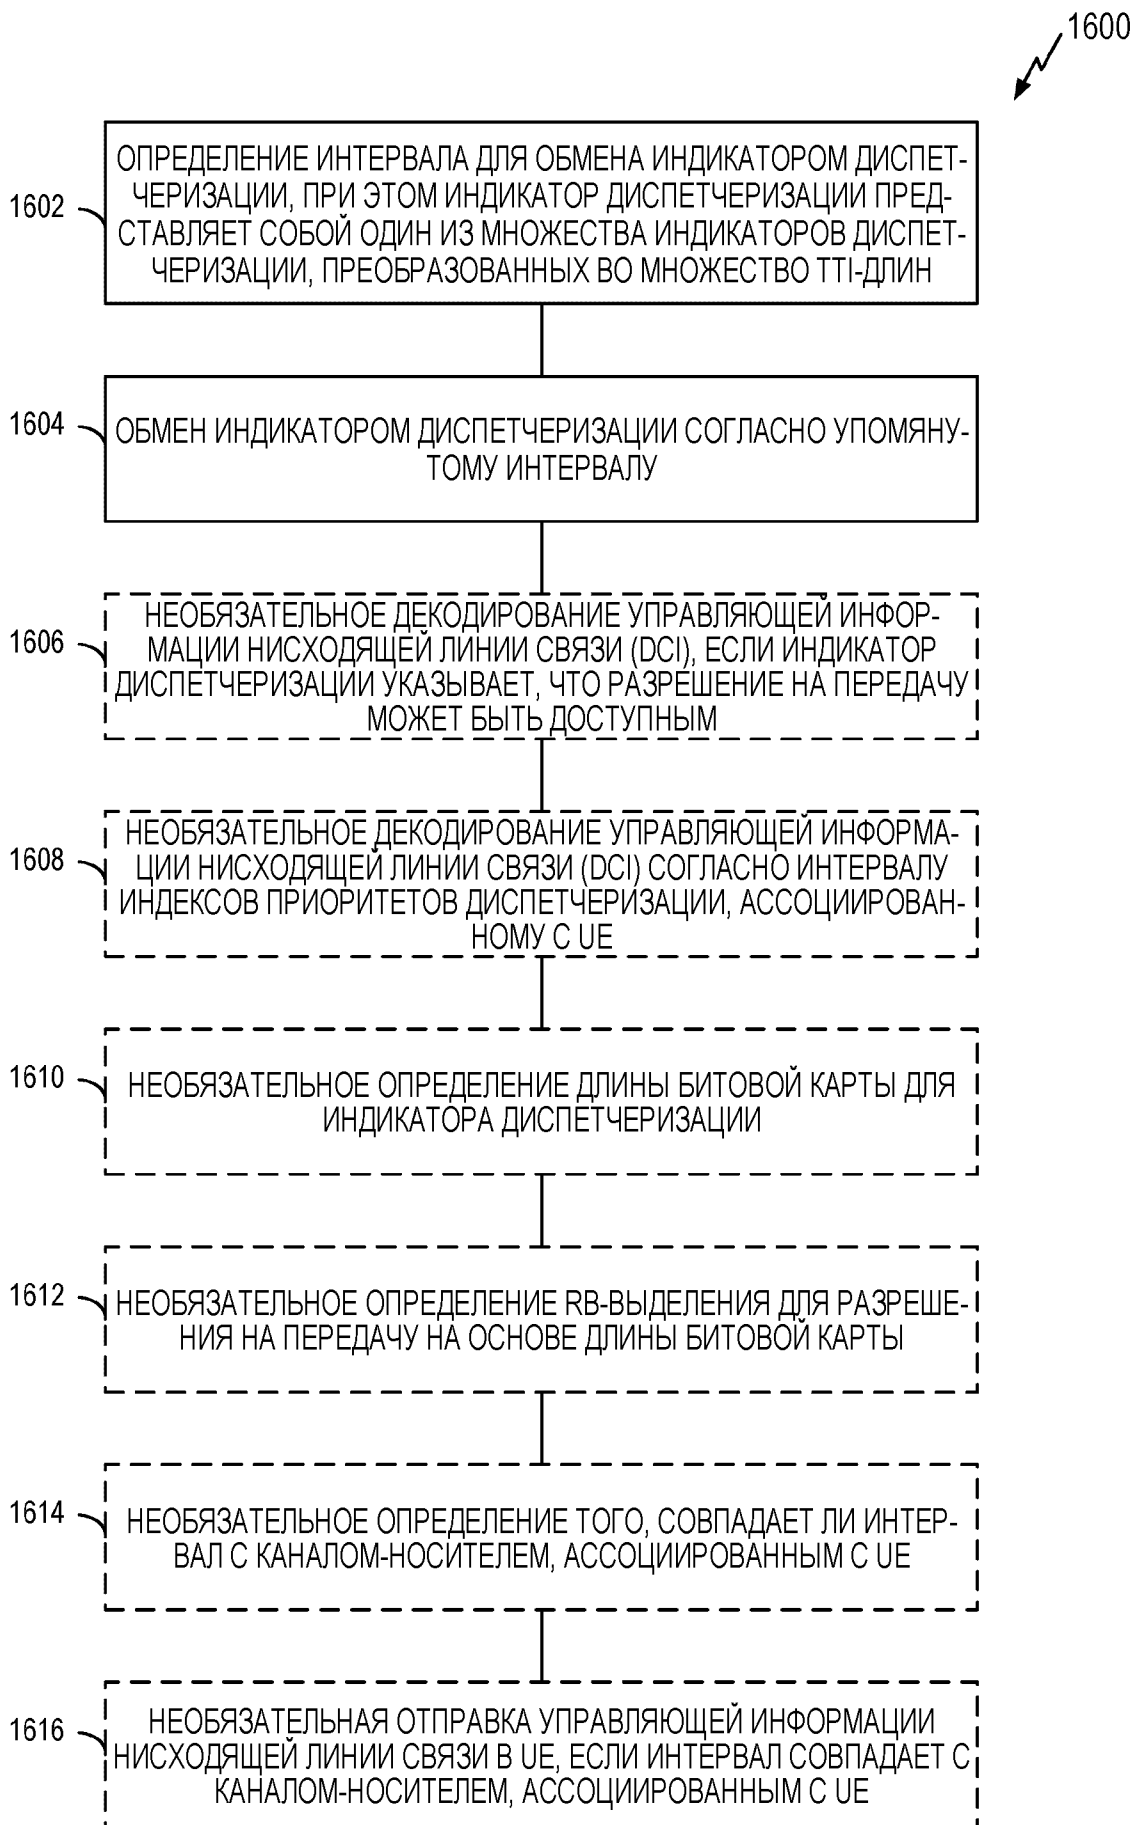 1600
1602
ОПРЕДЕЛЕНИЕ ИНТЕРВАЛА ДЛЯ ОБМЕНА ИНДИКАТОРОМ ДИСПЕТ-
ЧЕРИЗАЦИИ, ПРИ ЭТОМ ИНДИКАТОР ДИСПЕТЧЕРИЗАЦИИ ПРЕД-
СТАВЛЯЕТ СОБОЙ ОДИН ИЗ МНОЖЕСТВА ИНДИКАТОРОВ ДИСПЕТ-
ЧЕРИЗАЦИИ, ПРЕОБРАЗОВАННЫХ ВО МНОЖЕСТВО TTI-ДЛИН
1604
ОБМЕН ИНДИКАТОРОМ ДИСПЕТЧЕРИЗАЦИИ СОГЛАСНО УПОМЯНУ-
ТОМУ ИНТЕРВАЛУ
1606
НЕОБЯЗАТЕЛЬНОЕ ДЕКОДИРОВАНИЕ УПРАВЛЯЮЩЕЙ ИНФОР-
МАЦИИ НИСХОДЯЩЕЙ ЛИНИИ СВЯЗИ (DCI), ЕСЛИ ИНДИКАТОР
ДИСПЕТЧЕРИЗАЦИИ УКАЗЫВАЕТ, ЧТО РАЗРЕШЕНИЕ НА ПЕРЕДАЧУ
МОЖЕТ БЫТЬ ДОСТУПНЫМ
1608
НЕОБЯЗАТЕЛЬНОЕ ДЕКОДИРОВАНИЕ УПРАВЛЯЮЩЕЙ ИНФОРМА-
ЦИИ НИСХОДЯЩЕЙ ЛИНИИ СВЯЗИ (DCI) СОГЛАСНО ИНТЕРВАЛУ
ИНДЕКСОВ ПРИОРИТЕТОВ ДИСПЕТЧЕРИЗАЦИИ, АССОЦИИРОВАН-
НОМУ С UE
1610
НЕОБЯЗАТЕЛЬНОЕ ОПРЕДЕЛЕНИЕ ДЛИНЫ БИТОВОЙ КАРТЫ ДЛЯ
ИНДИКАТОРА ДИСПЕТЧЕРИЗАЦИИ
1612
НЕОБЯЗАТЕЛЬНОЕ ОПРЕДЕЛЕНИЕ RB-ВЫДЕЛЕНИЯ ДЛЯ РАЗРЕШЕ-
НИЯ НА ПЕРЕДАЧУ НА ОСНОВЕ ДЛИНЫ БИТОВОЙ КАРТЫ
1614
НЕОБЯЗАТЕЛЬНОЕ ОПРЕДЕЛЕНИЕ ТОГО, СОВПАДАЕТ ЛИ ИНТЕР-
ВАЛ С КАНАЛОМ-НОСИТЕЛЕМ, АССОЦИИРОВАННЫМ С UE
1616
НЕОБЯЗАТЕЛЬНАЯ ОТПРАВКА УПРАВЛЯЮЩЕЙ ИНФОРМАЦИИ
НИСХОДЯЩЕЙ ЛИНИИ СВЯЗИ В UE, ЕСЛИ ИНТЕРВАЛ СОВПАДАЕТ С
КАНАЛОМ-НОСИТЕЛЕМ, АССОЦИИРОВАННЫМ С UE